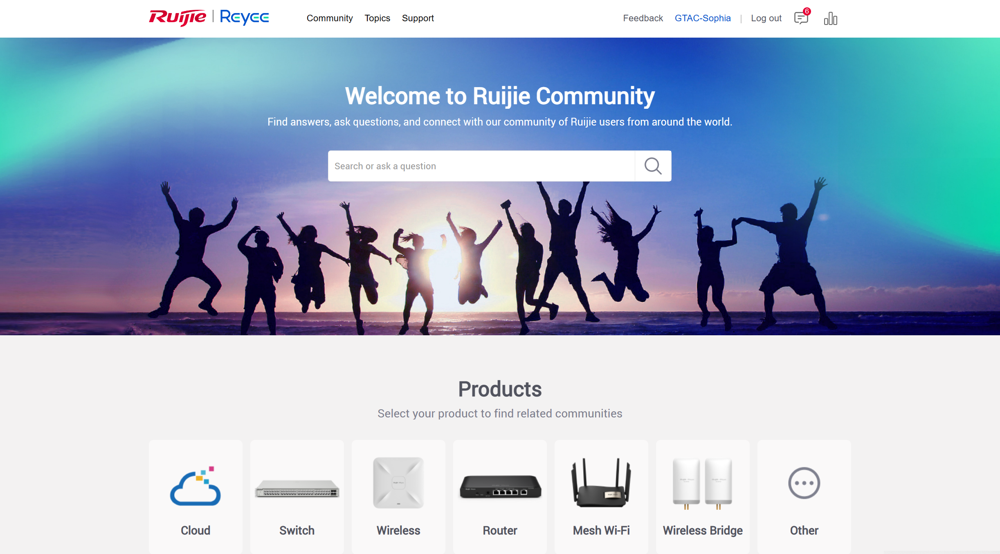 Ruijie | Reyee
Community Topics Support
Feedback GTAC-Sophia | Log out 6
Welcome to Ruijie Community
Find answers, ask questions, and connect with our community of Ruijie users from around the world.
Search or ask a question
Products
Select your product to find related communities
Cloud Switch Wireless Router Mesh Wi-Fi Wireless Bridge Other